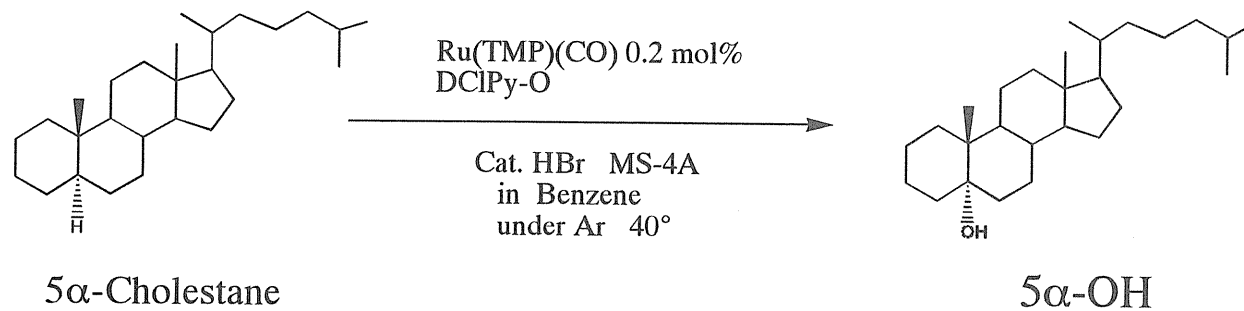 Ru(TMP)(CO) 0.2 mol%
DClPy-O
Cat. HBr MS-4A
in Benzene
under Ar 40°
H
OH
5α-Cholestane
5α-OH